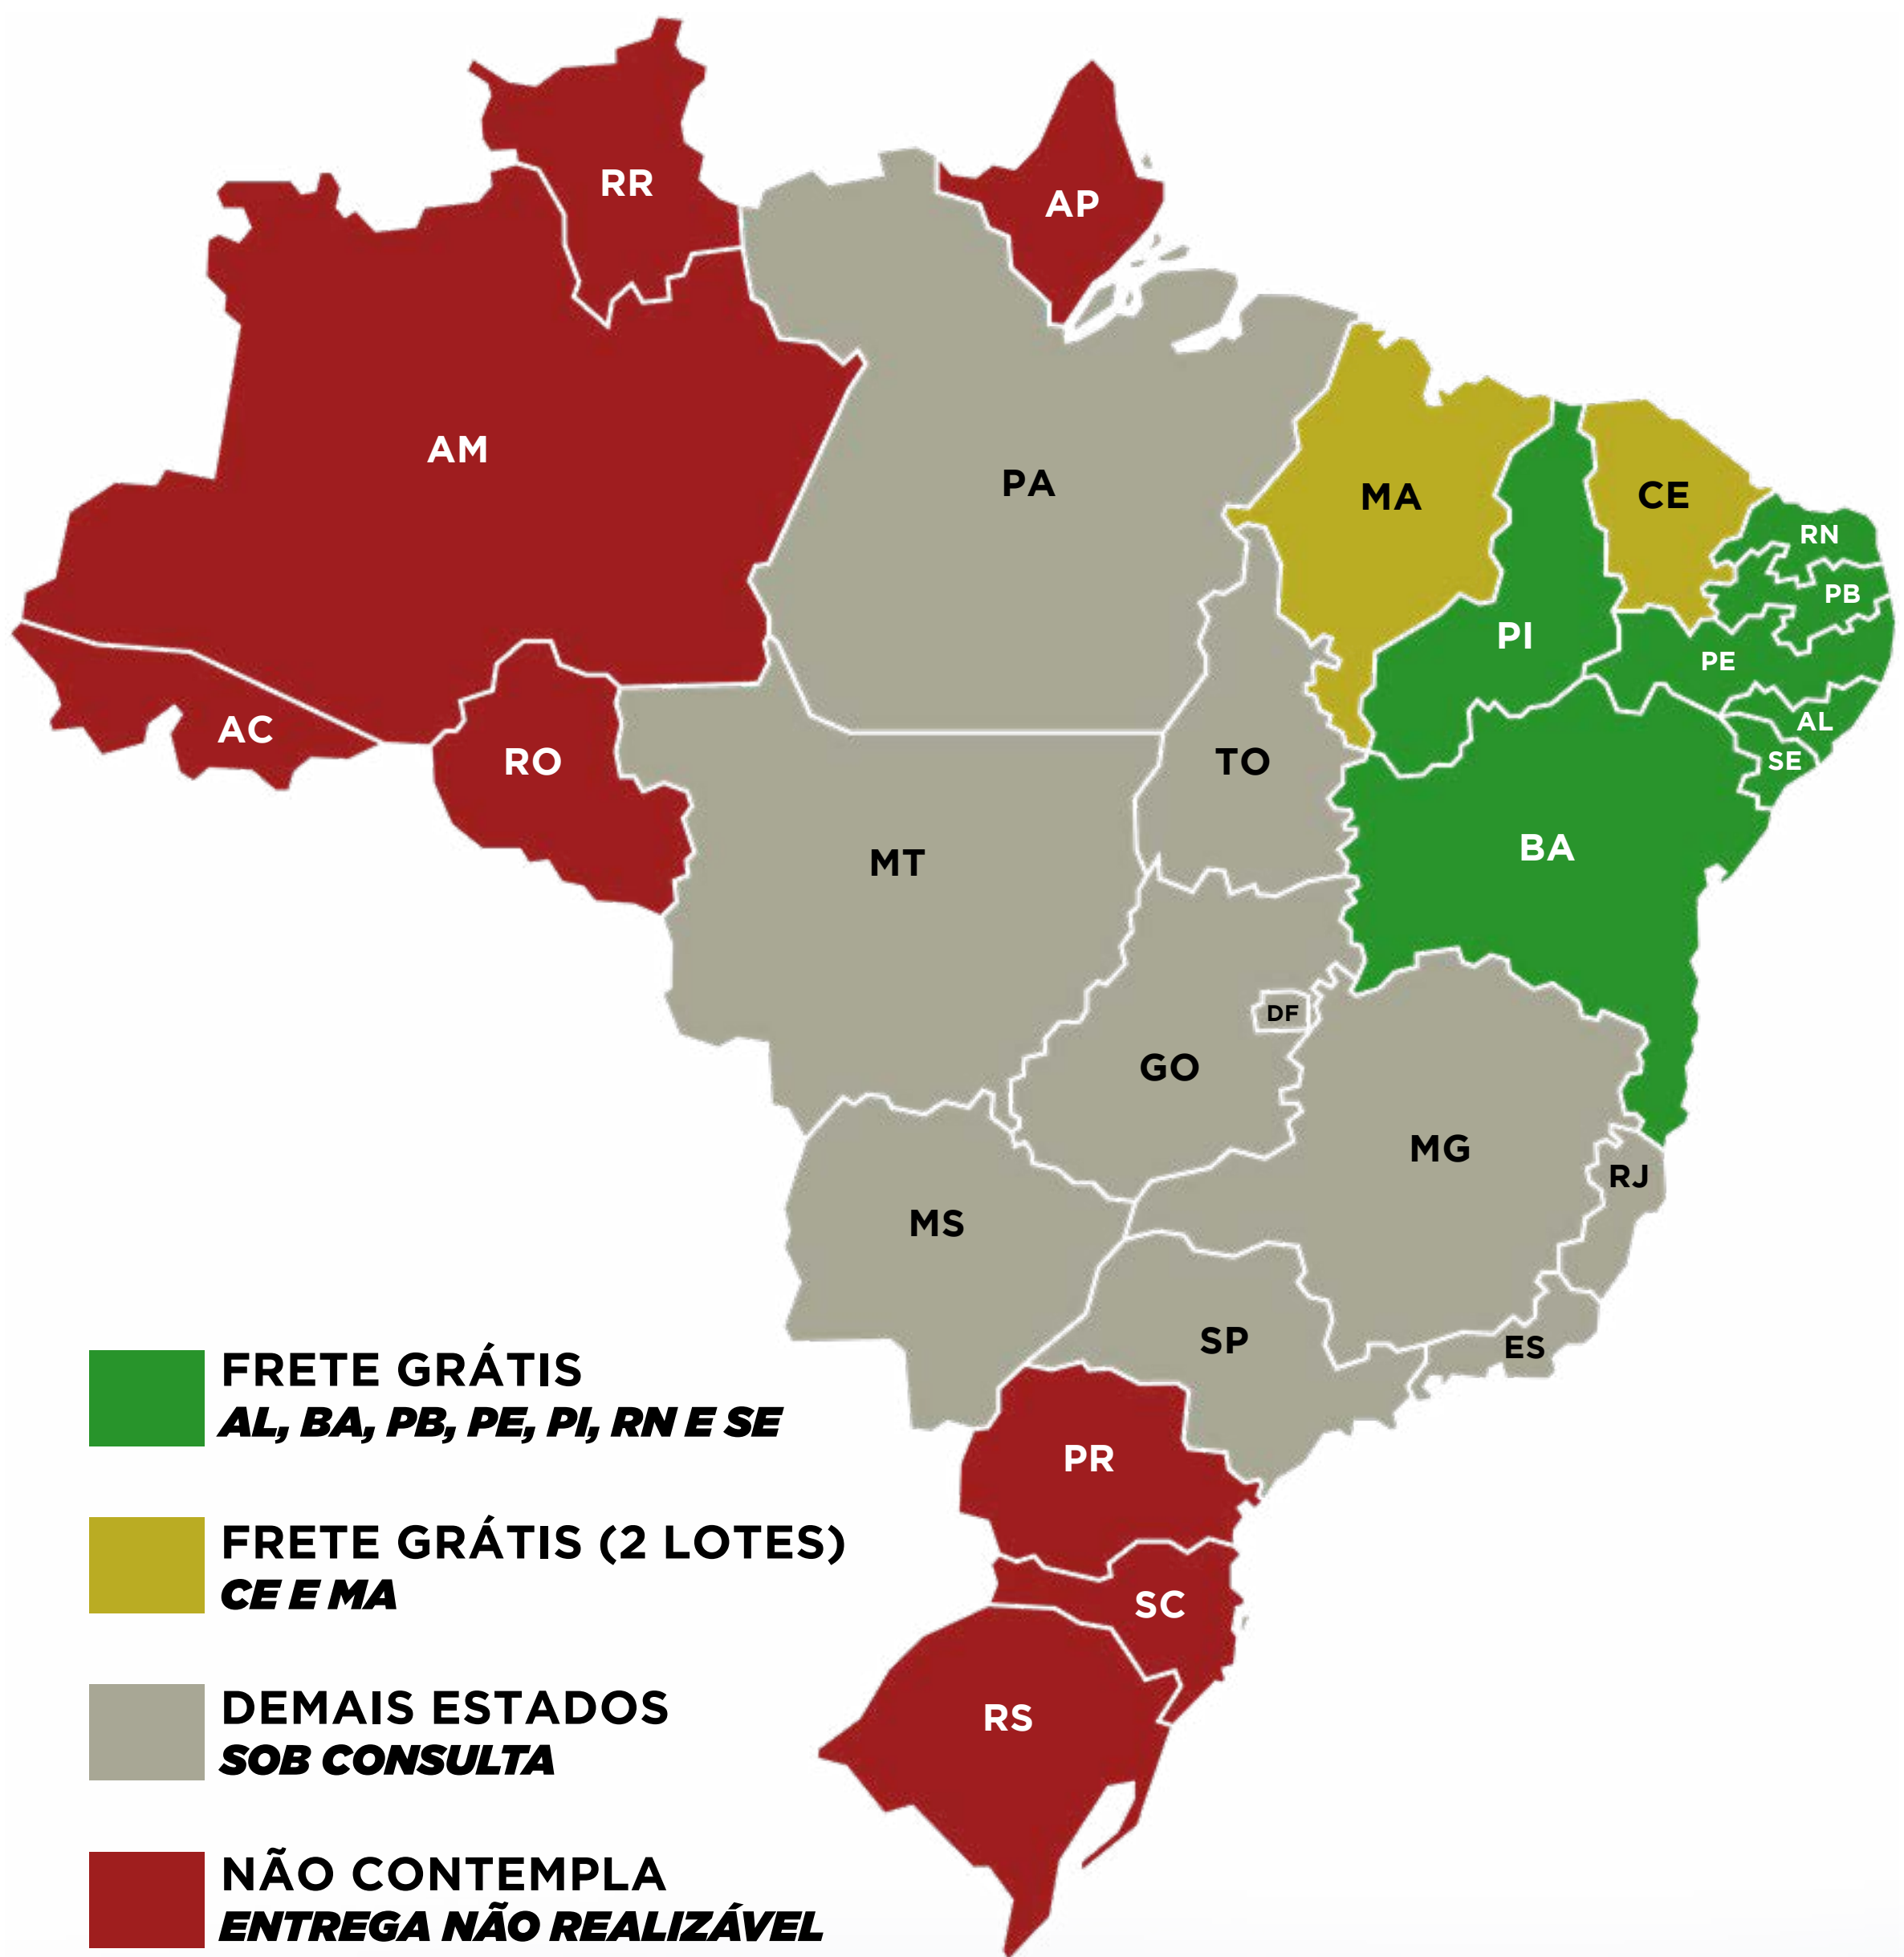 RR
AP
AM
PA
MA
CE
RN
PB
PI
PE
AL
AC
RO
TO
SE
MT
BA
DF
GO
MG
RJ
MS
SP
ES
FRETE GRÁTIS
AL, BA, PB, PE, PI, RN E SE
PR
FRETE GRÁTIS (2 LOTES)
CE E MA
SC
DEMAIS ESTADOS
SOB CONSULTA
RS
NÃO CONTEMPLA
ENTREGA NÃO REALIZÁVEL